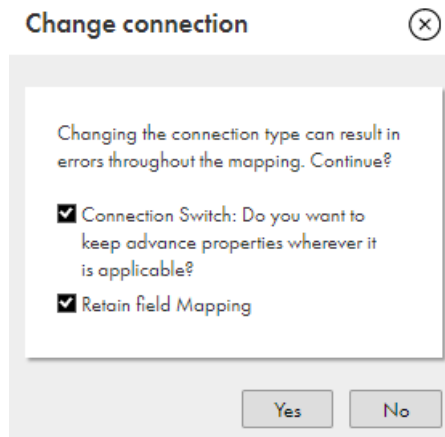 Change connection
Changing the connection type can result in
errors throughout the mapping. Continue?
Connection Switch: Do you want to
keep advance properties wherever it
is applicable?
Retain field Mapping
Yes No